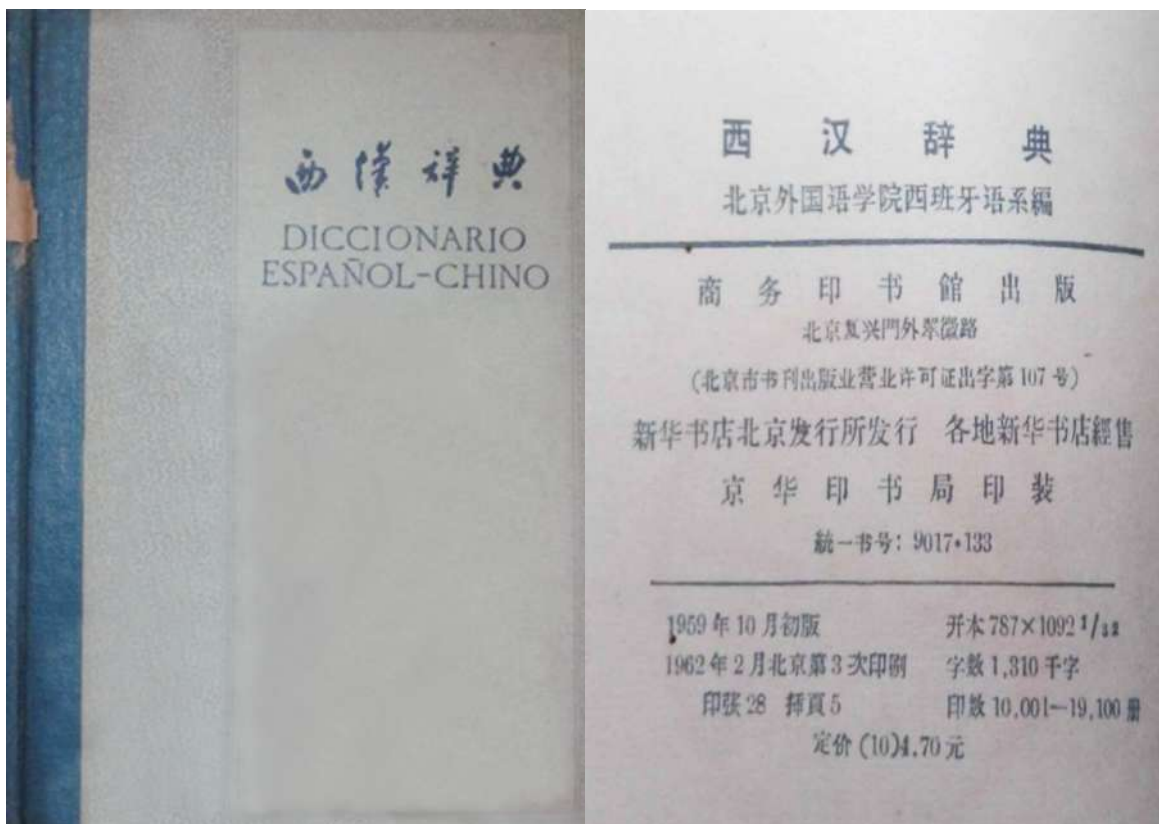 西漢辞典
DICCIONARIO
ESPAÑOL-CHINO
西汉辞典
北京外国语学院西班牙语系編
商务印书館出版
北京复兴門外翠微路
(北京市书刊出版业营业许可证出字第107号)
新华书店北京发行所发行 各地新华书店經售
京华印书局印装
統一书号：9017·133
1959年10月初版 开本787×1092 1/32
1962年2月北京第3次印刷 字数1,310千字
印张28 揷頁5 印数10,001—19,100册
定价(10)4.70元